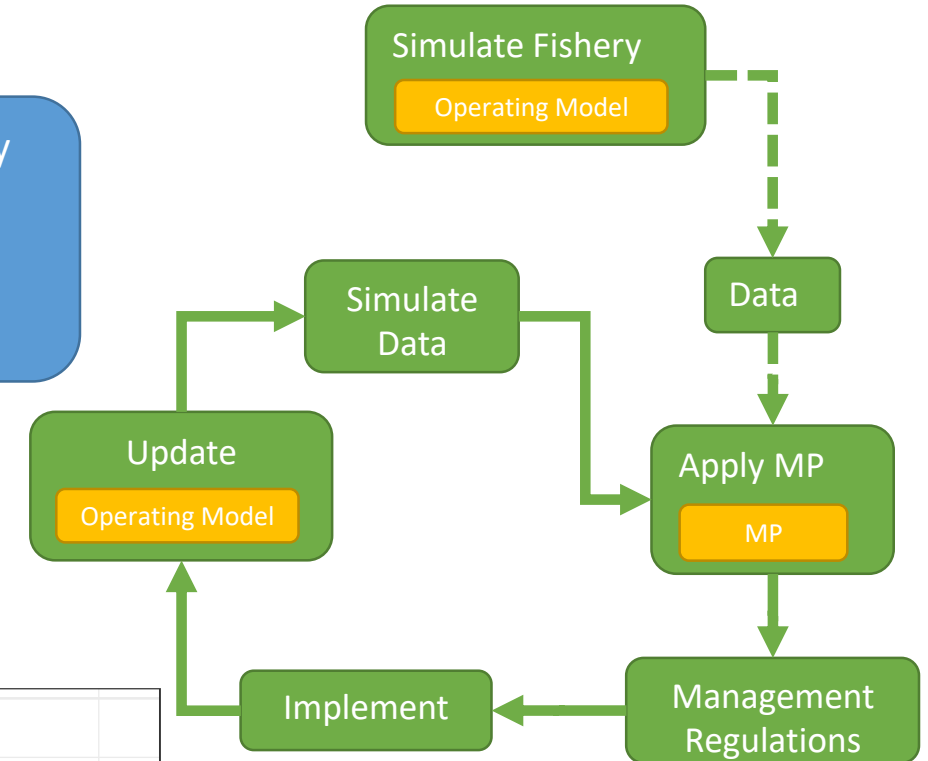 Simulate Fishery
Operating Model
y
Simulate
Data
Data
Update
Operating Model
Apply MP
MP
Implement
Management
Regulations